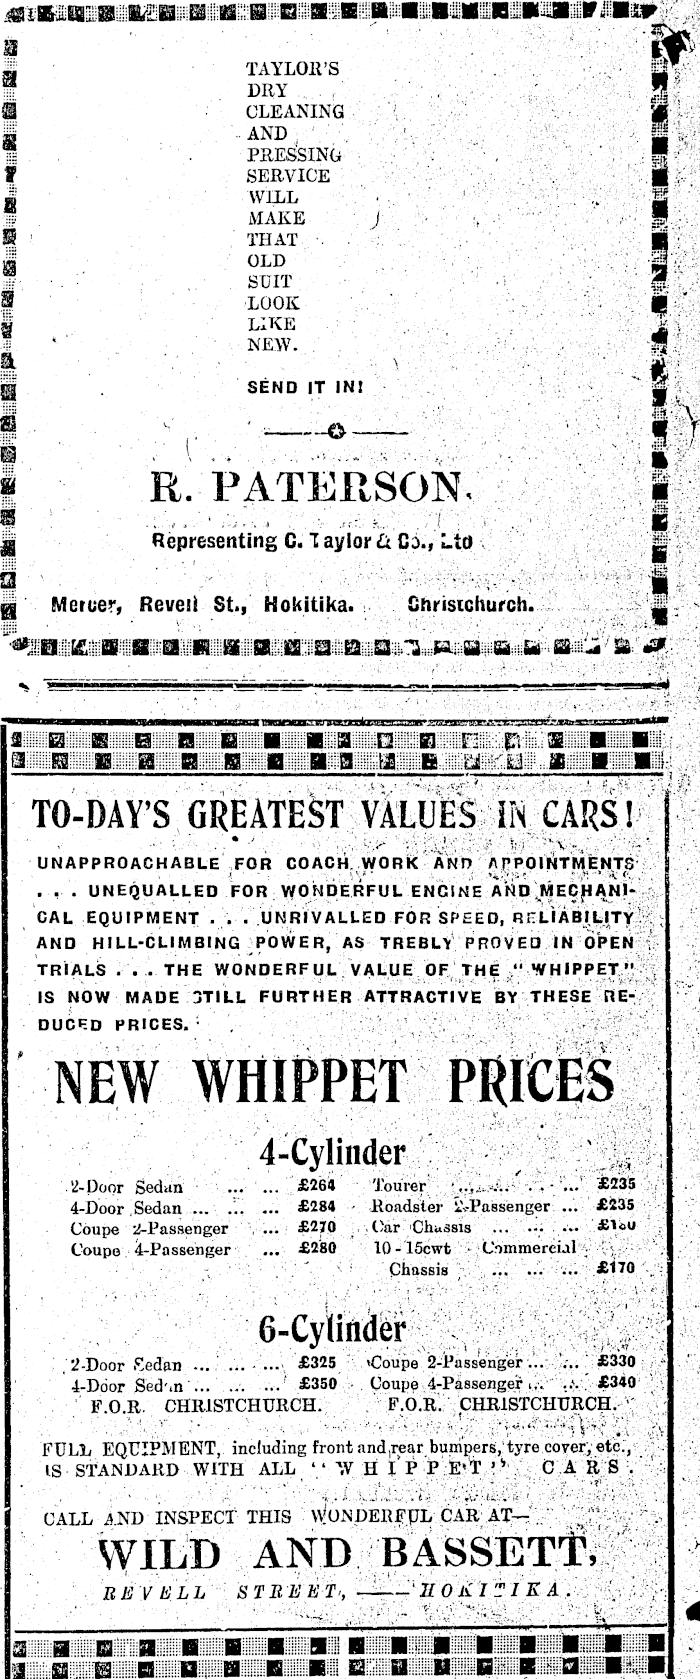 TAYLOR'S
DRY
CLEANING
AND
PRESSING
SERVICE
WILL
MAKE
THAT
OLD
SUIT
LOOK
LIKE
NEW.
SEND IT IN!
R. PATERSON.
Representing C. Taylor & Co., Ltd
Mercer, Revell St., Hokitika. Christchurch.
TO-DAY'S GREATEST VALUES IN CARS!
UNAPPROACHABLE FOR COACH WORK AND APPOINTMENTS
. . . UNEQUALLED FOR WONDERFUL ENGINE AND MECHANI-
CAL EQUIPMENT . . . UNRIVALLED FOR SPEED, RELIABILITY
AND HILL-CLIMBING POWER, AS TREBLY PROVED IN OPEN
TRIALS . . . THE WONDERFUL VALUE OF THE "WHIPPET"
IS NOW MADE STILL FURTHER ATTRACTIVE BY THESE RE-
DUCED PRICES.
NEW WHIPPET PRICES
4-Cylinder
2-Door Sedan ... ... £264
4-Door Sedan ... ... ... £284
Coupe 2-Passenger ... £270
Coupe 4-Passenger ... £280
Tourer ... ... ... ... £235
Roadster 2-Passenger ... £235
Car Chassis ... ... ...
10-15cwt Commercial
Chassis ... ... ... £170
6-Cylinder
2-Door Sedan ... ... ... £325
4-Door Sedan ... ... ... £350
F.O.R. CHRISTCHURCH.
Coupe 2-Passenger ... ... £330
Coupe 4-Passenger ... ... £340
F.O.R. CHRISTCHURCH.
FULL EQUIPMENT, including front and rear bumpers, tyre cover, etc.,
IS STANDARD WITH ALL "WHIPPET" CARS.
CALL AND INSPECT THIS WONDERFUL CAR AT—
WILD AND BASSETT,
REVELL STREET, —— HOKITIKA.